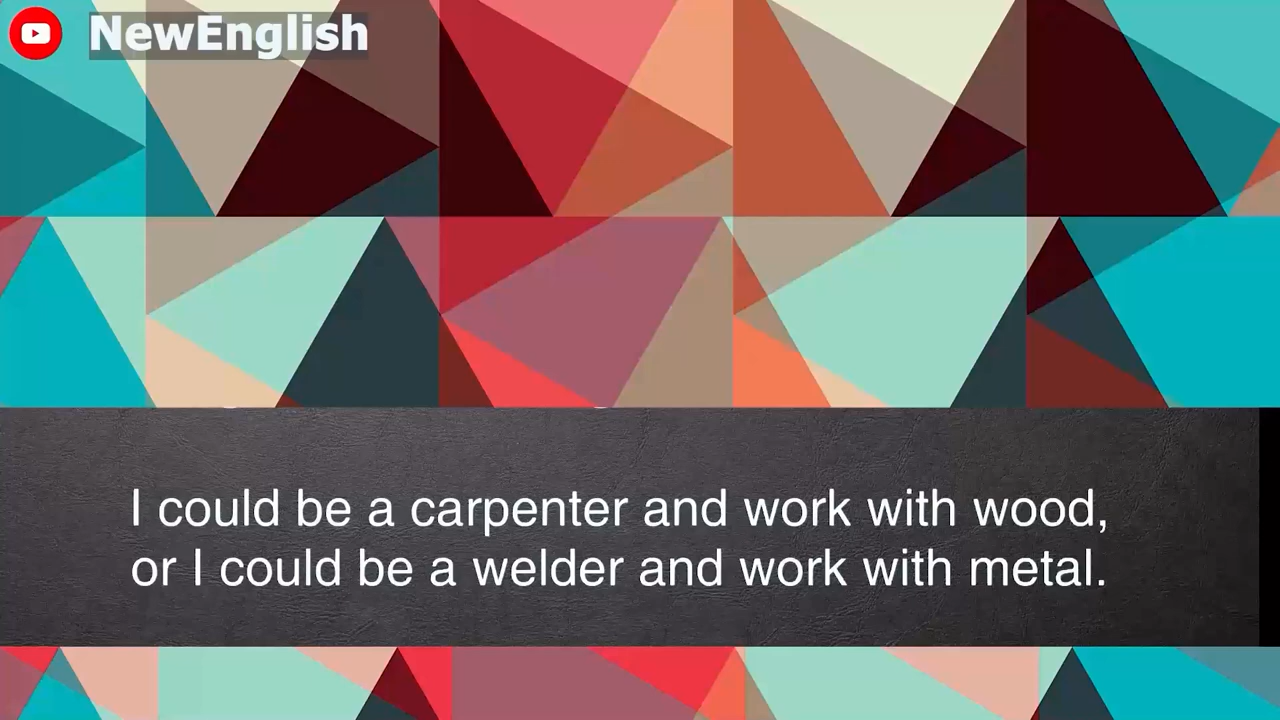 NewEnglish
I could be a carpenter and work with wood,
or I could be a welder and work with metal.